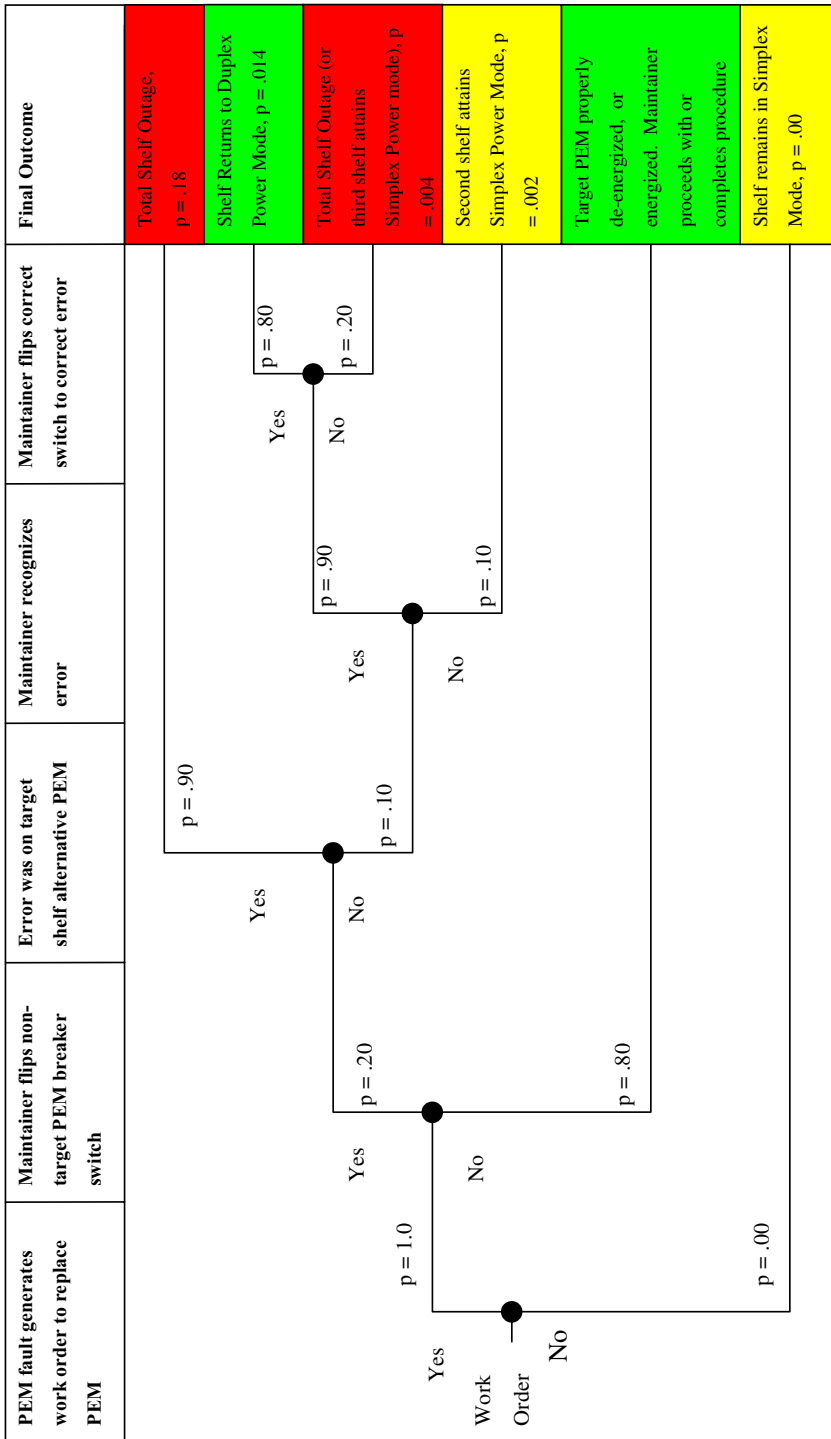 PEM fault generates
work order to replace
PEM
Maintainer flips non-
target PEM breaker
switch
Error was on target
shelf alternative PEM
Maintainer recognizes
error
Maintainer flips correct
switch to correct error
Final Outcome
Work
Order
Yes
p = 1.0
No
p = .00
Yes
p = .20
No
p = .80
Yes
p = .90
No
p = .10
Yes
p = .90
No
p = .10
Yes
p = .80
No
p = .20
Total Shelf Outage,
p = .18
Shelf Returns to Duplex
Power Mode, p = .014
Total Shelf Outage (or
third shelf attains
Simplex Power mode), p
= .004
Second shelf attains
Simplex Power Mode, p
= .002
Target PEM properly
de-energized, or
energized. Maintainer
proceeds with or
completes procedure
Shelf remains in Simplex
Mode, p = .00